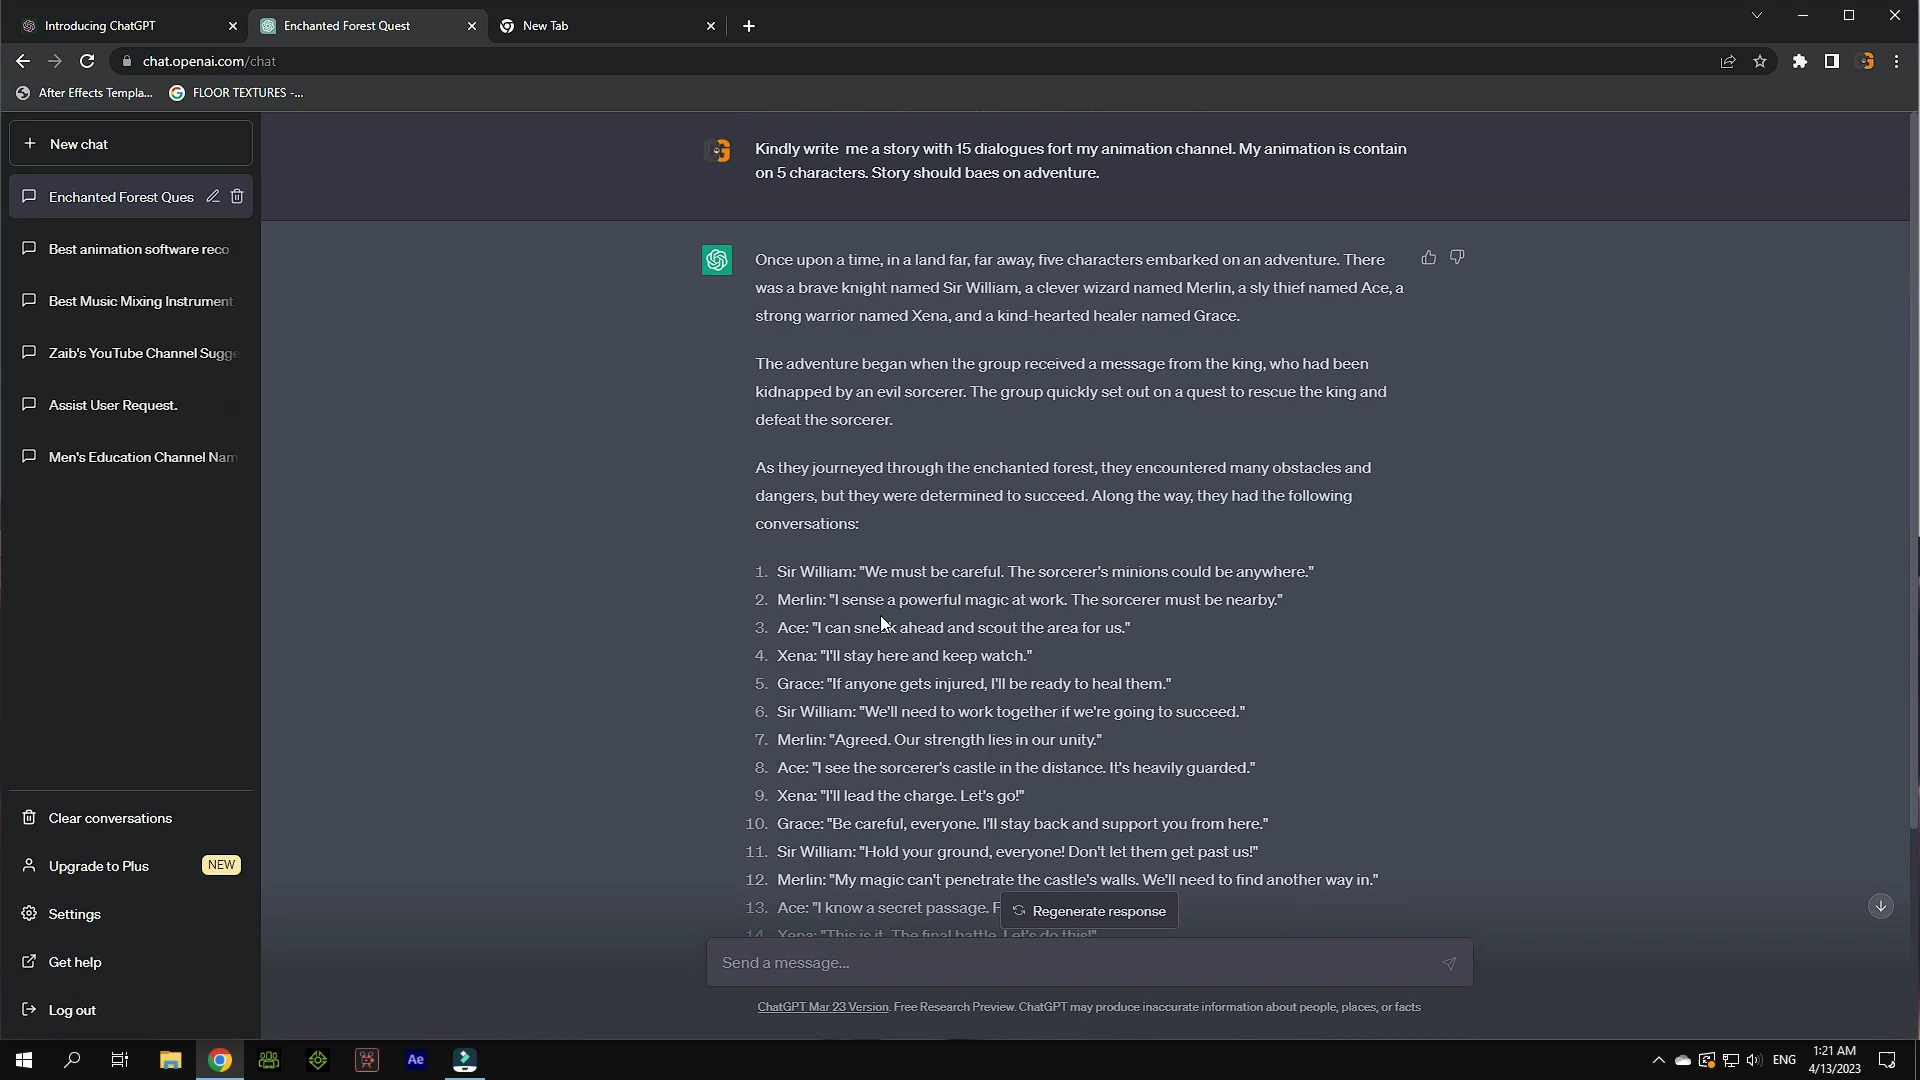 Introducing ChatGPT
Enchanted Forest Quest
New Tab
chat.openai.com/chat
After Effects Templa...
FLOOR TEXTURES -...
New chat
Enchanted Forest Ques
Best animation software reco
Best Music Mixing Instrument
Zaib's YouTube Channel Sugge
Assist User Request.
Men's Education Channel Nam
Clear conversations
Upgrade to Plus NEW
Settings
Get help
Log out
Kindly write  me a story with 15 dialogues fort my animation channel. My animation is contain
on 5 characters. Story should baes on adventure.
Once upon a time, in a land far, far away, five characters embarked on an adventure. There
was a brave knight named Sir William, a clever wizard named Merlin, a sly thief named Ace, a
strong warrior named Xena, and a kind-hearted healer named Grace.
The adventure began when the group received a message from the king, who had been
kidnapped by an evil sorcerer. The group quickly set out on a quest to rescue the king and
defeat the sorcerer.
As they journeyed through the enchanted forest, they encountered many obstacles and
dangers, but they were determined to succeed. Along the way, they had the following
conversations:
1. Sir William: "We must be careful. The sorcerer's minions could be anywhere."
2. Merlin: "I sense a powerful magic at work. The sorcerer must be nearby."
3. Ace: "I can sneak ahead and scout the area for us."
4. Xena: "I'll stay here and keep watch."
5. Grace: "If anyone gets injured, I'll be ready to heal them."
6. Sir William: "We'll need to work together if we're going to succeed."
7. Merlin: "Agreed. Our strength lies in our unity."
8. Ace: "I see the sorcerer's castle in the distance. It's heavily guarded."
9. Xena: "I'll lead the charge. Let's go!"
10. Grace: "Be careful, everyone. I'll stay back and support you from here."
11. Sir William: "Hold your ground, everyone! Don't let them get past us!"
12. Merlin: "My magic can't penetrate the castle's walls. We'll need to find another way in."
13. Ace: "I know a secret passage. F
14. Xena: "This is it. The final battle. Let's do this!"
Regenerate response
Send a message...
ChatGPT Mar 23 Version. Free Research Preview. ChatGPT may produce inaccurate information about people, places, or facts
Ae
ENG
1:21 AM
4/13/2023